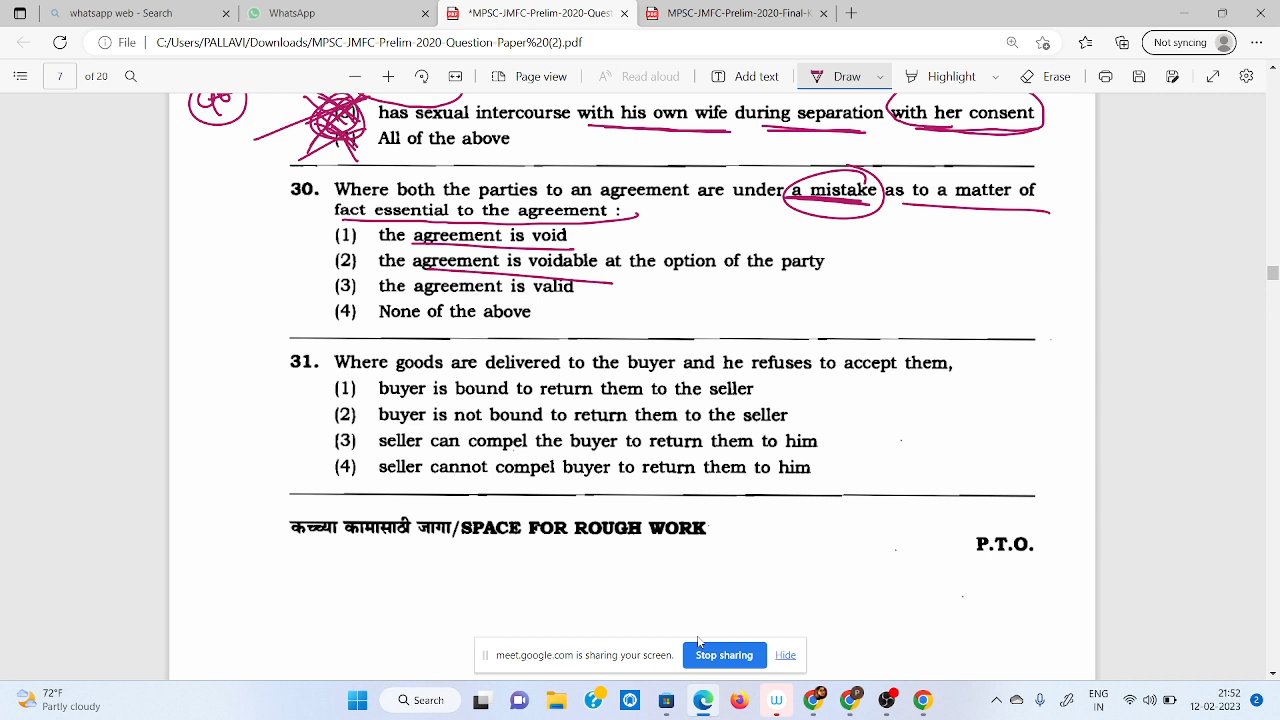 whatsapp web - Search
WhatsApp
*MPSC-JMFC-Prelim-2020-Quest
MPSC-JMFC-Prelim-2020-Final-K
File C:/Users/PALLAVI/Downloads/MPSC_JMFC-Prelim-2020_Question-Paper%20(2).pdf
Not syncing
7 of 20
Page view
Read aloud
Add text
Draw
Highlight
Erase
has sexual intercourse with his own wife during separation with her consent
All of the above
30. Where both the parties to an agreement are under a mistake as to a matter of
fact essential to the agreement :
(1) the agreement is void
(2) the agreement is voidable at the option of the party
(3) the agreement is valid
(4) None of the above
31. Where goods are delivered to the buyer and he refuses to accept them,
(1) buyer is bound to return them to the seller
(2) buyer is not bound to return them to the seller
(3) seller can compel the buyer to return them to him
(4) seller cannot compel buyer to return them to him
कच्च्या कामासाठी जागा/SPACE FOR ROUGH WORK
P.T.O.
meet.google.com is sharing your screen.
Stop sharing
Hide
72°F
Partly cloudy
Search
ENG
IN
21:52
12-02-2023
2